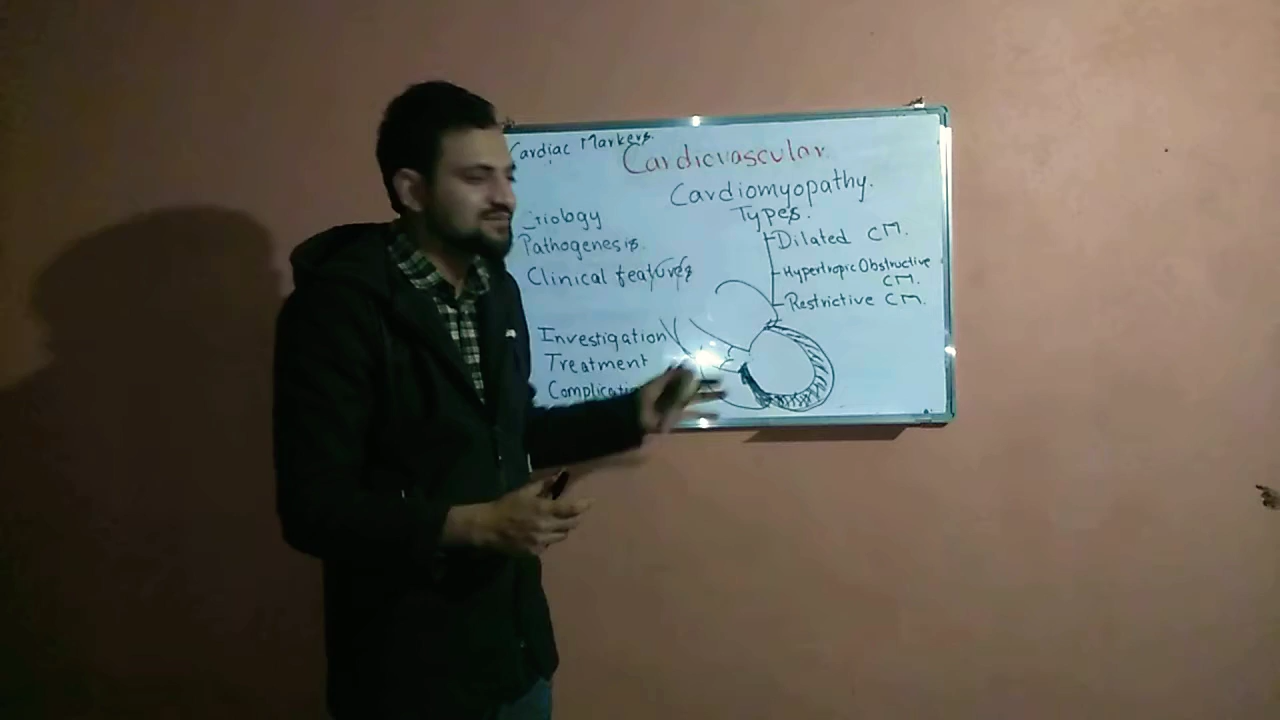 Cardiac Markers.
Cardiovascular
Cardiomyopathy.
Types.
Dilated CM.
Hypertropic Obstructive
CM.
Restrictive CM.
Pathogenesis.
Clinical features
Investigation
Treatment